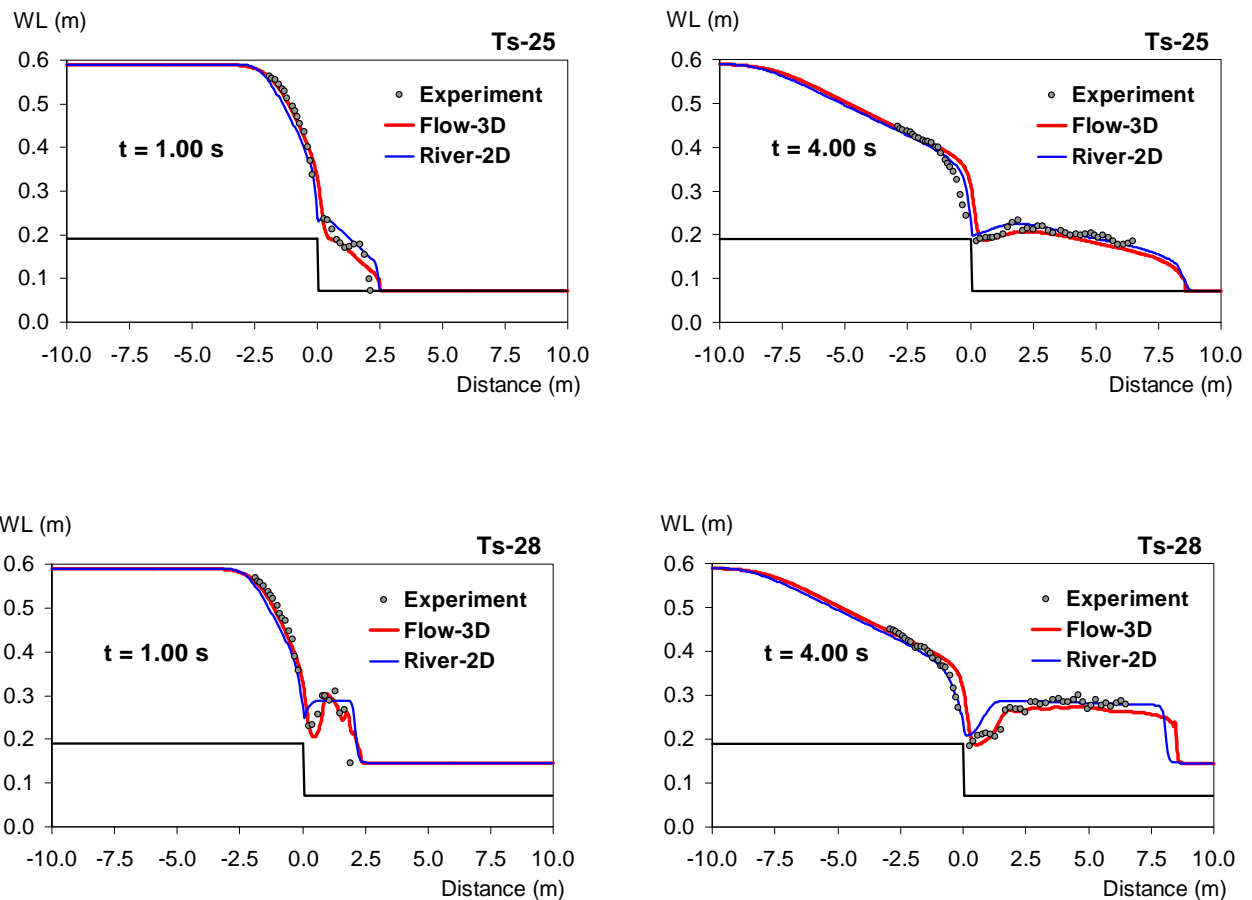 WL (m)
Ts-25
0.6
0.5
0.4
0.3
0.2
0.1
0.0
Experiment
Flow-3D
River-2D
t = 1.00 s
-10.0 -7.5 -5.0 -2.5 0.0 2.5 5.0 7.5 10.0
Distance (m)
WL (m)
Ts-25
0.6
0.5
0.4
0.3
0.2
0.1
0.0
Experiment
Flow-3D
River-2D
t = 4.00 s
-10.0 -7.5 -5.0 -2.5 0.0 2.5 5.0 7.5 10.0
Distance (m)
WL (m)
Ts-28
0.6
0.5
0.4
0.3
0.2
0.1
0.0
Experiment
Flow-3D
River-2D
t = 1.00 s
-10.0 -7.5 -5.0 -2.5 0.0 2.5 5.0 7.5 10.0
Distance (m)
WL (m)
Ts-28
0.6
0.5
0.4
0.3
0.2
0.1
0.0
Experiment
Flow-3D
River-2D
t = 4.00 s
-10.0 -7.5 -5.0 -2.5 0.0 2.5 5.0 7.5 10.0
Distance (m)